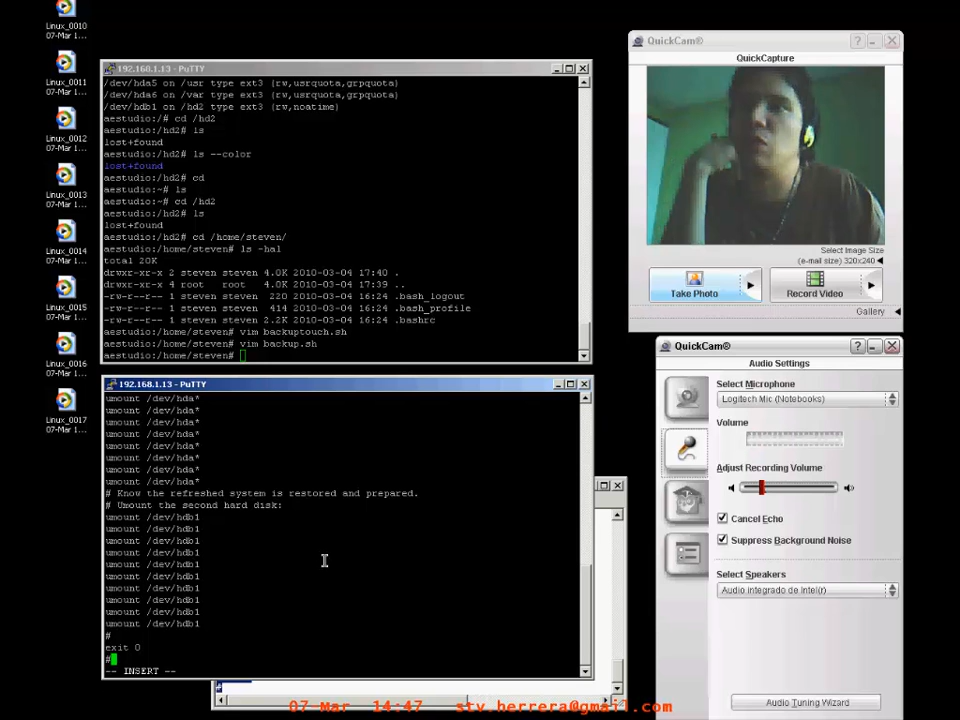 Linux_0010
07-Mar 1...
Linux_0011
07-Mar 1...
Linux_0012
07-Mar 1...
Linux_0013
07-Mar 1...
Linux_0014
07-Mar 1...
Linux_0015
07-Mar 1...
Linux_0016
07-Mar 1...
Linux_0017
07-Mar 1...
192.168.1.13 - PuTTY
/dev/hda5 on /usr type ext3 (rw,usrquota,grpquota)
/dev/hda6 on /var type ext3 (rw,usrquota,grpquota)
/dev/hdb1 on /hd2 type ext3 (rw,noatime)
aestudio:/# cd /hd2
aestudio:/hd2# ls
lost+found
aestudio:/hd2# ls --color
lost+found
aestudio:/hd2# cd
aestudio:~# ls
aestudio:~# cd /hd2
aestudio:/hd2# ls
lost+found
aestudio:/hd2# cd /home/steven/
aestudio:/home/steven# ls -hal
total 20K
drwxr-xr-x 2 steven steven 4.0K 2010-03-04 17:40 .
drwxr-xr-x 4 root   root   4.0K 2010-03-04 17:39 ..
-rw-r--r-- 1 steven steven  220 2010-03-04 16:24 .bash_logout
-rw-r--r-- 1 steven steven  414 2010-03-04 16:24 .bash_profile
-rw-r--r-- 1 steven steven 2.2K 2010-03-04 16:24 .bashrc
aestudio:/home/steven# vim backuptouch.sh
aestudio:/home/steven# vim backup.sh
aestudio:/home/steven#
192.168.1.13 - PuTTY
umount /dev/hda*
umount /dev/hda*
umount /dev/hda*
umount /dev/hda*
umount /dev/hda*
umount /dev/hda*
umount /dev/hda*
umount /dev/hda*
# Know the refreshed system is restored and prepared.
# Umount the second hard disk:
umount /dev/hdb1
umount /dev/hdb1
umount /dev/hdb1
umount /dev/hdb1
umount /dev/hdb1
umount /dev/hdb1
umount /dev/hdb1
umount /dev/hdb1
umount /dev/hdb1
umount /dev/hdb1
#
exit 0
#
-- INSERT --
QuickCam®
QuickCapture
Select Image Size
(e-mail size) 320x240
Take Photo
Record Video
Gallery
QuickCam®
Audio Settings
Select Microphone
Logitech Mic (Notebooks)
Volume
Adjust Recording Volume
Cancel Echo
Suppress Background Noise
Select Speakers
Audio integrado de Intel(r)
Audio Tuning Wizard
07-Mar 14:47 stv.herrera@gmail.com